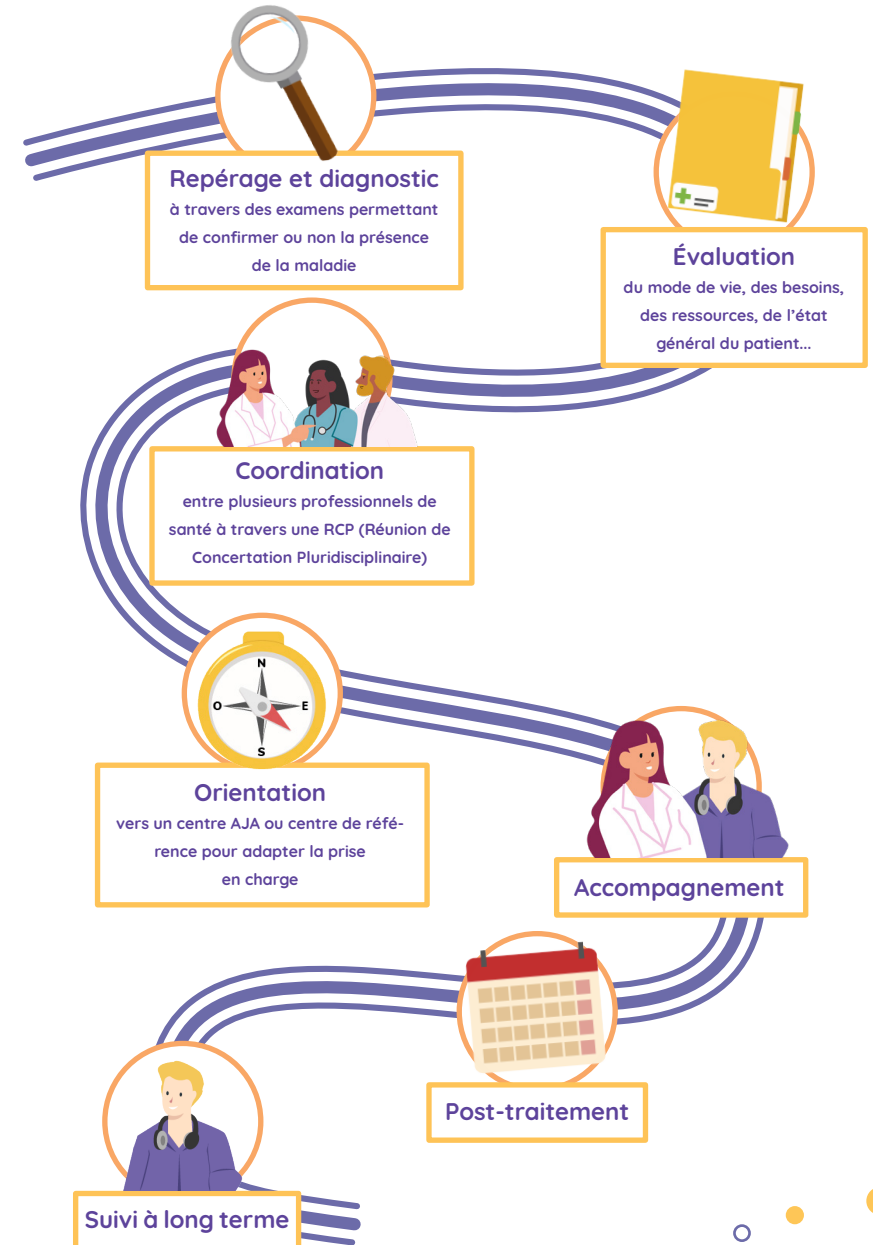 Repérage et diagnostic
à travers des examens permettant
de confirmer ou non la présence
de la maladie
Évaluation
du mode de vie, des besoins,
des ressources, de l'état
général du patient...
Coordination
entre plusieurs professionnels de
santé à travers une RCP (Réunion de
Concertation Pluridisciplinaire)
N
O E
S
Orientation
vers un centre AJA ou centre de réfé-
rence pour adapter la prise
en charge
Accompagnement
Post-traitement
Suivi à long terme